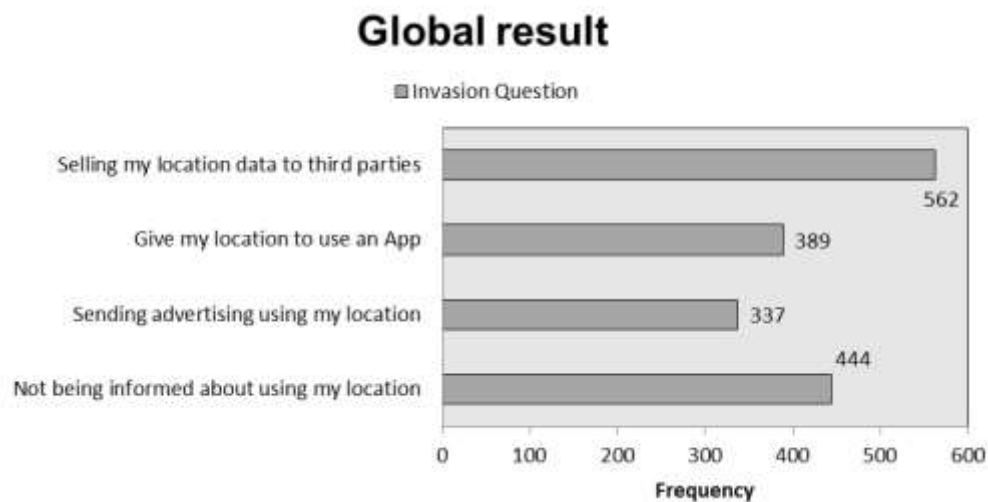 Global result
Invasion Question
Selling my location data to third parties
562
Give my location to use an App
389
Sending advertising using my location
337
444
Not being informed about using my location
0 100 200 300 400 500 600
Frequency